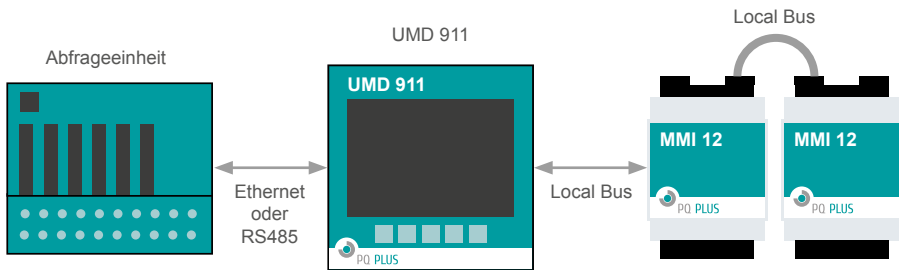 Local Bus
UMD 911
Abfrageeinheit
UMD 911
MMI 12
MMI 12
Ethernet
oder
RS485
Local Bus
PQ PLUS
PQ PLUS
PQ PLUS